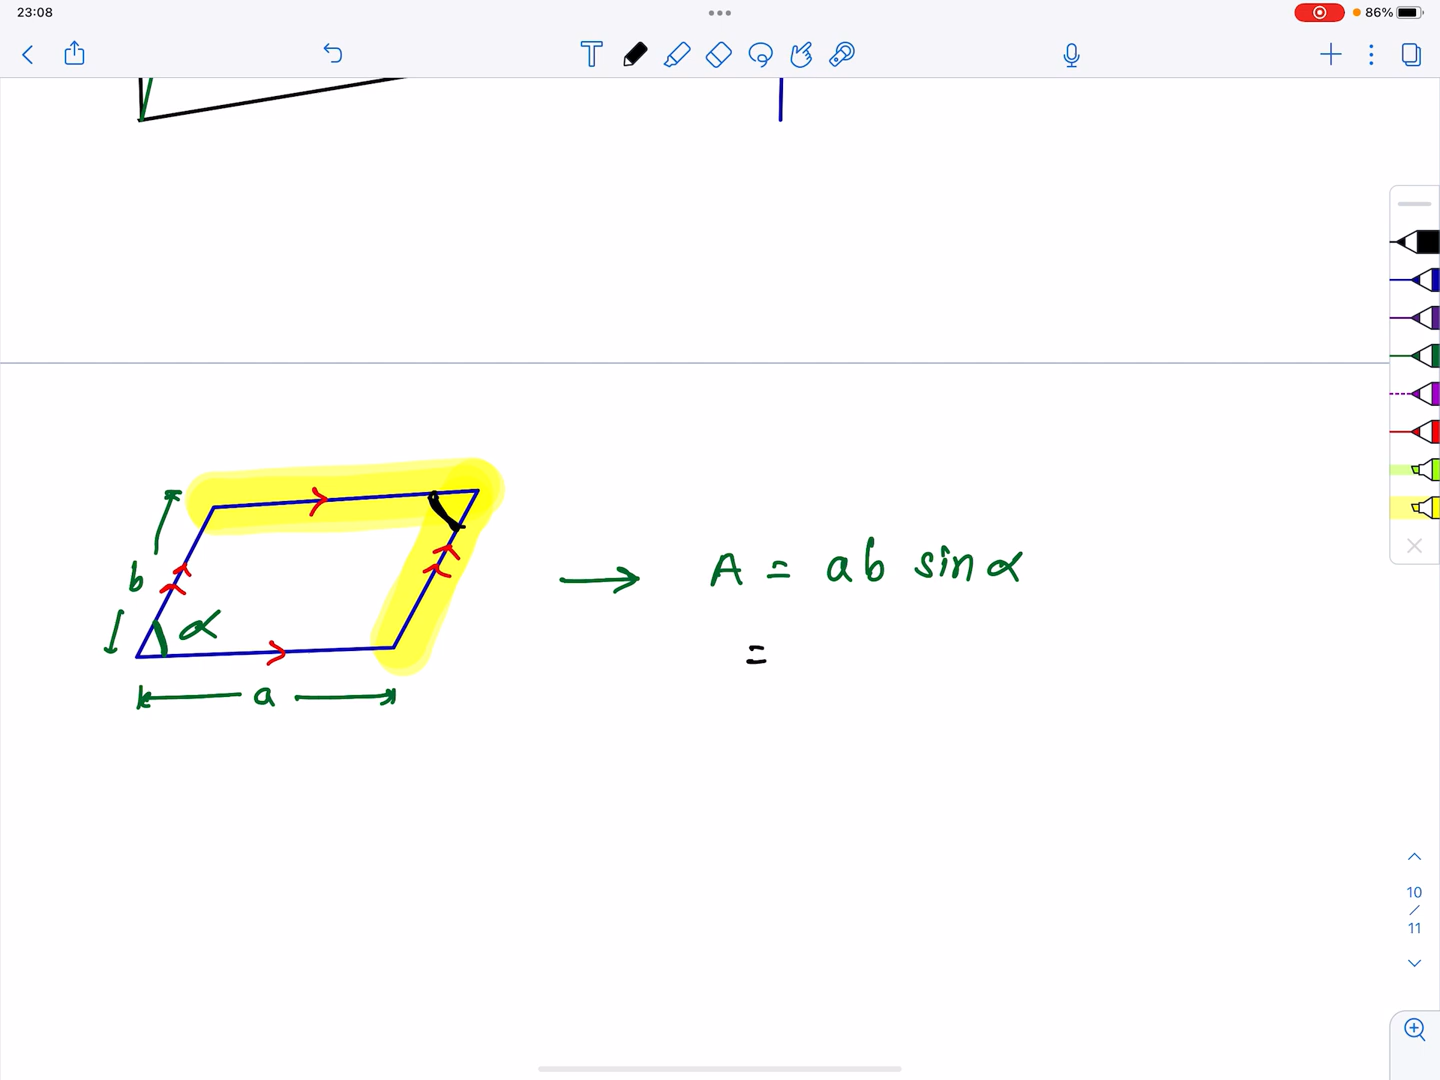 23:08
86%
T
b
α
a
A = ab sin α
=
10
/
11